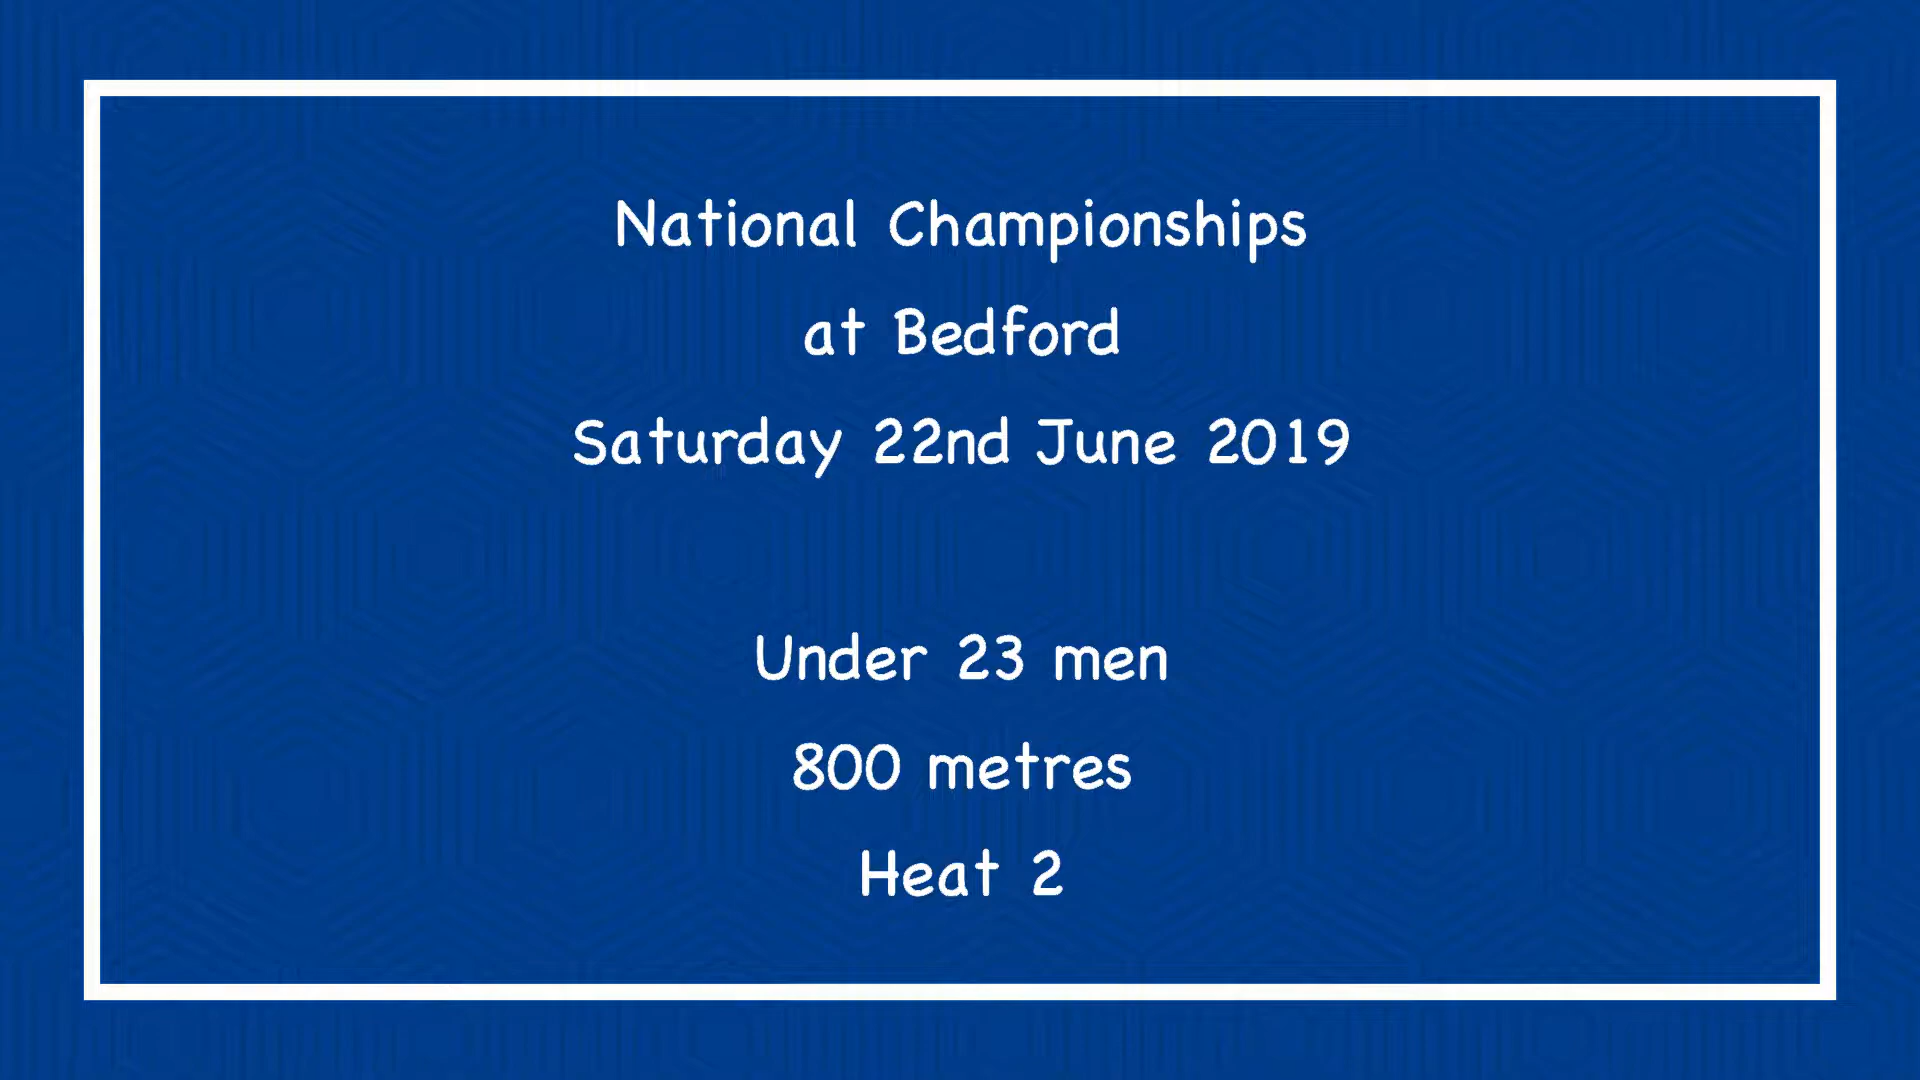 National Championships
at Bedford
Saturday 22nd June 2019
Under 23 men
800 metres
Heat 2